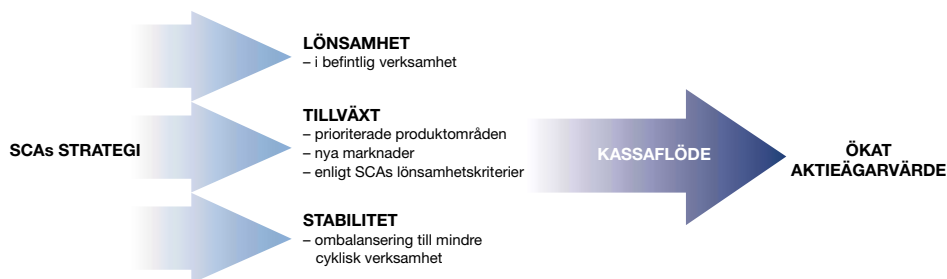 SCAs STRATEGI
LÖNSAMHET
– i befintlig verksamhet
TILLVÄXT
– prioriterade produktområden
– nya marknader
– enligt SCAs lönsamhetskriterier
STABILITET
– ombalansering till mindre
cyklisk verksamhet
KASSAFLÖDE
ÖKAT
AKTIEÄGARVÄRDE